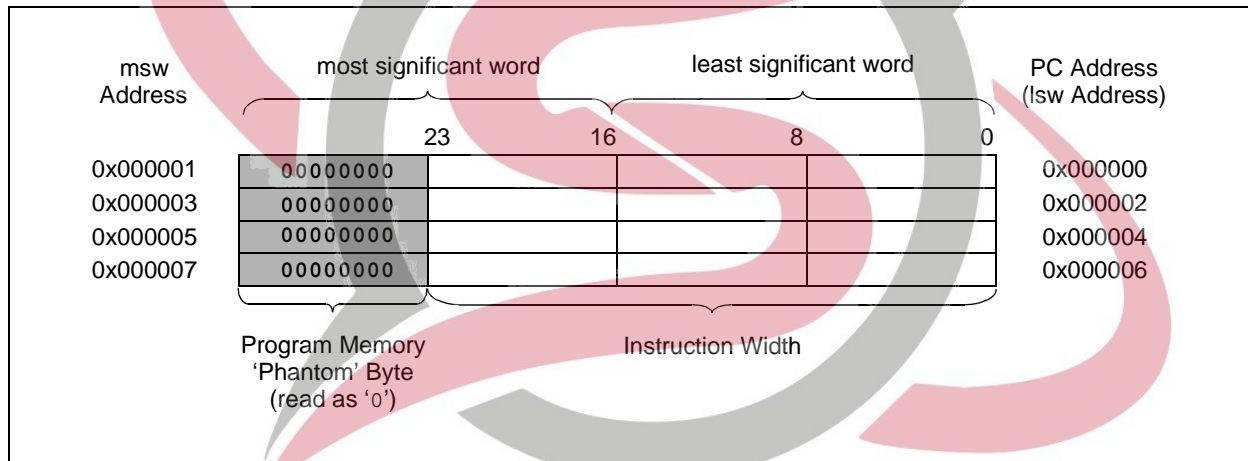 msw
Address
most significant word
least significant word
PC Address
(lsw Address)
23 16 8 0
0x000001 00000000 0x000000
0x000003 00000000 0x000002
0x000005 00000000 0x000004
0x000007 00000000 0x000006
Program Memory
‘Phantom’ Byte
(read as ‘0’)
Instruction Width